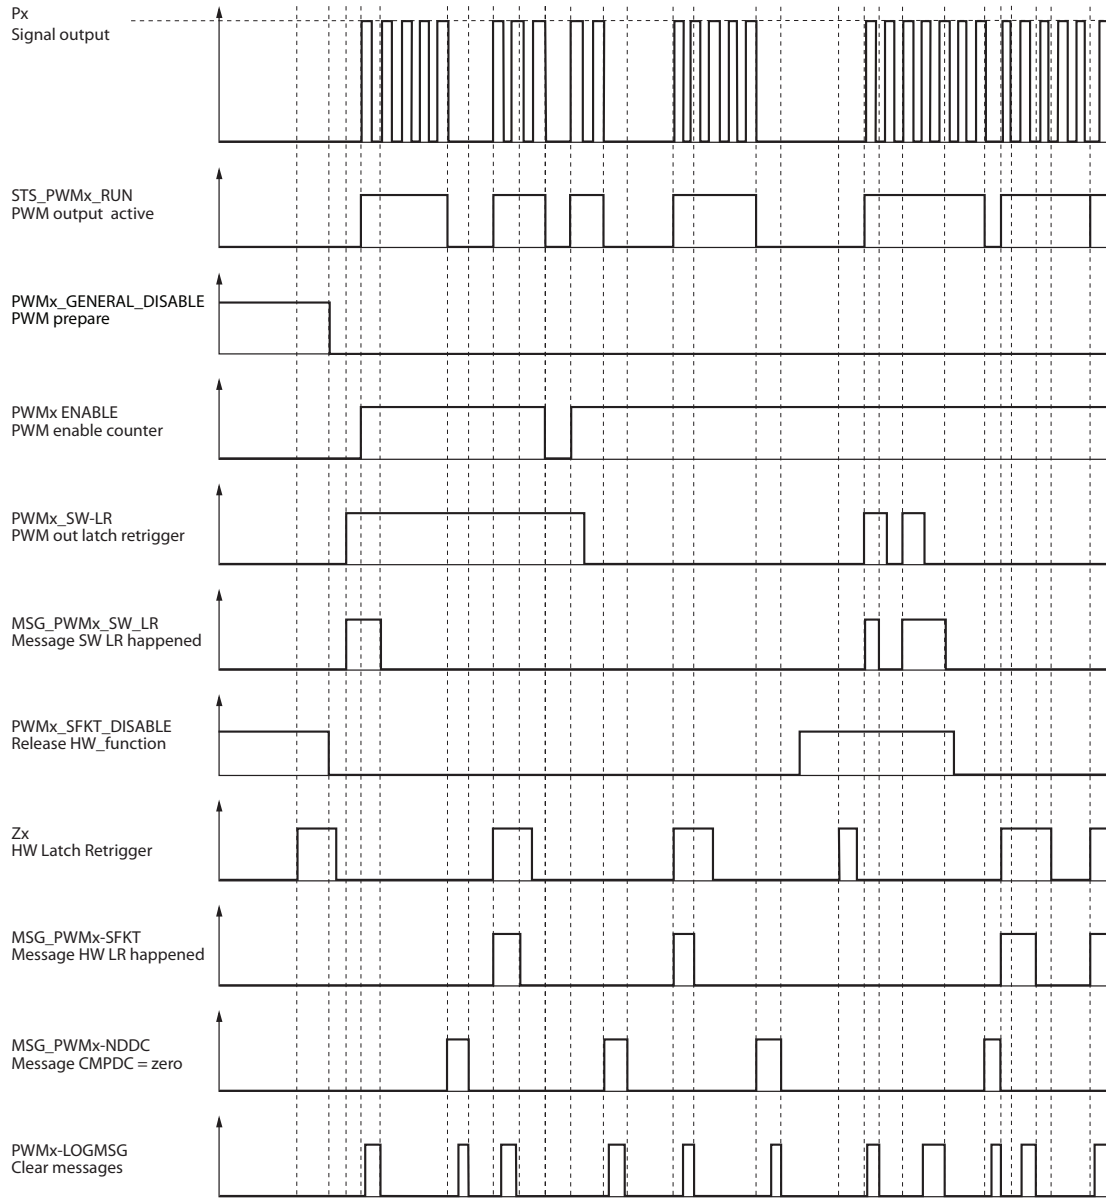 Px
Signal output
STS_PWMx_RUN
PWM output active
PWMx_GENERAL_DISABLE
PWM prepare
PWMx ENABLE
PWM enable counter
PWMx_SW-LR
PWM out latch retrigger
MSG_PWMx_SW_LR
Message SW LR happened
PWMx_SFKT_DISABLE
Release HW_function
Zx
HW Latch Retrigger
MSG_PWMx-SFKT
Message HW LR happened
MSG_PWMx-NDDC
Message CMPDC = zero
PWMx-LOGMSG
Clear messages